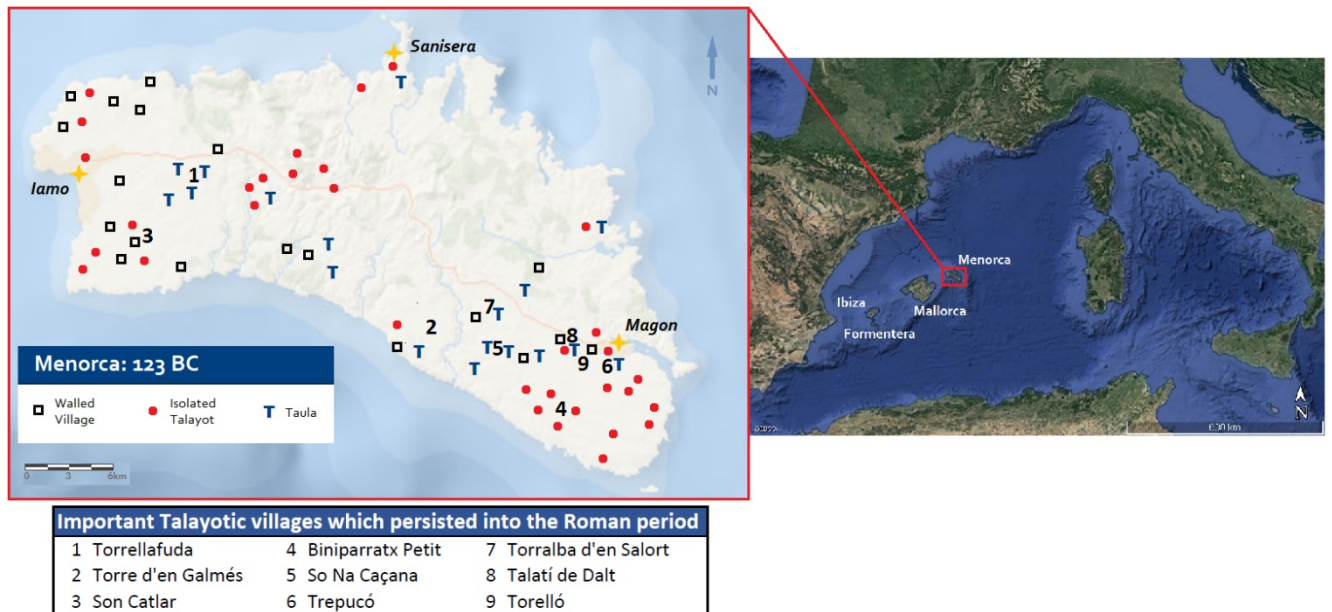 Sanisera
N
Iamo
1
3
2
7
Magon
8
5
9
6
4
Menorca: 123 BC
Walled Village
Isolated Talayot
T Taula
0 3 6km
Menorca
Ibiza
Mallorca
Formentera
N
Important Talayotic villages which persisted into the Roman period
1 Torrellafuda 4 Biniparratx Petit 7 Torralba d'en Salort
2 Torre d'en Galmés 5 So Na Caçana 8 Talatí de Dalt
3 Son Catlar 6 Trepucó 9 Torelló